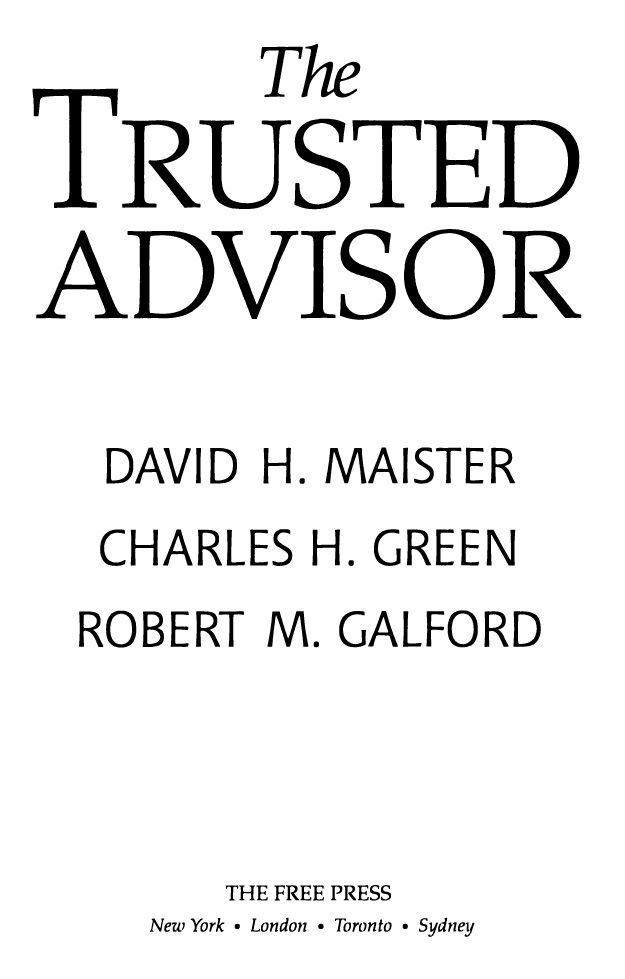 The
TRUSTED
ADVISOR
DAVID H. MAISTER
CHARLES H. GREEN
ROBERT M. GALFORD
THE FREE PRESS
New York • London • Toronto • Sydney